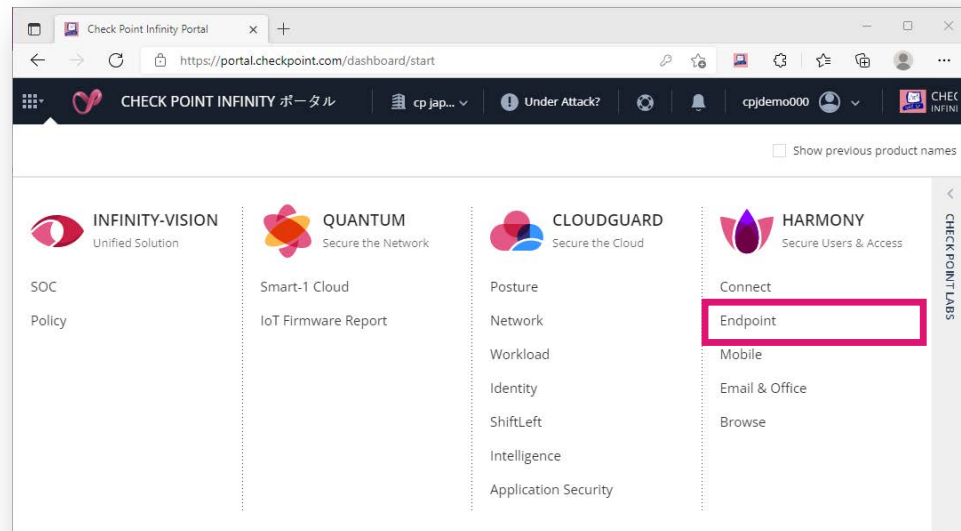 Check Point Infinity Portal
https://portal.checkpoint.com/dashboard/start
CHECK POINT INFINITY ポータル
cp jap...
Under Attack?
cpjdemo000
CHEC
INFINI
Show previous product names
INFINITY-VISION
Unified Solution
SOC
Policy
QUANTUM
Secure the Network
Smart-1 Cloud
IoT Firmware Report
CLOUDGUARD
Secure the Cloud
Posture
Network
Workload
Identity
ShiftLeft
Intelligence
Application Security
HARMONY
Secure Users & Access
Connect
Endpoint
Mobile
Email & Office
Browse
CHECK POINT LABS